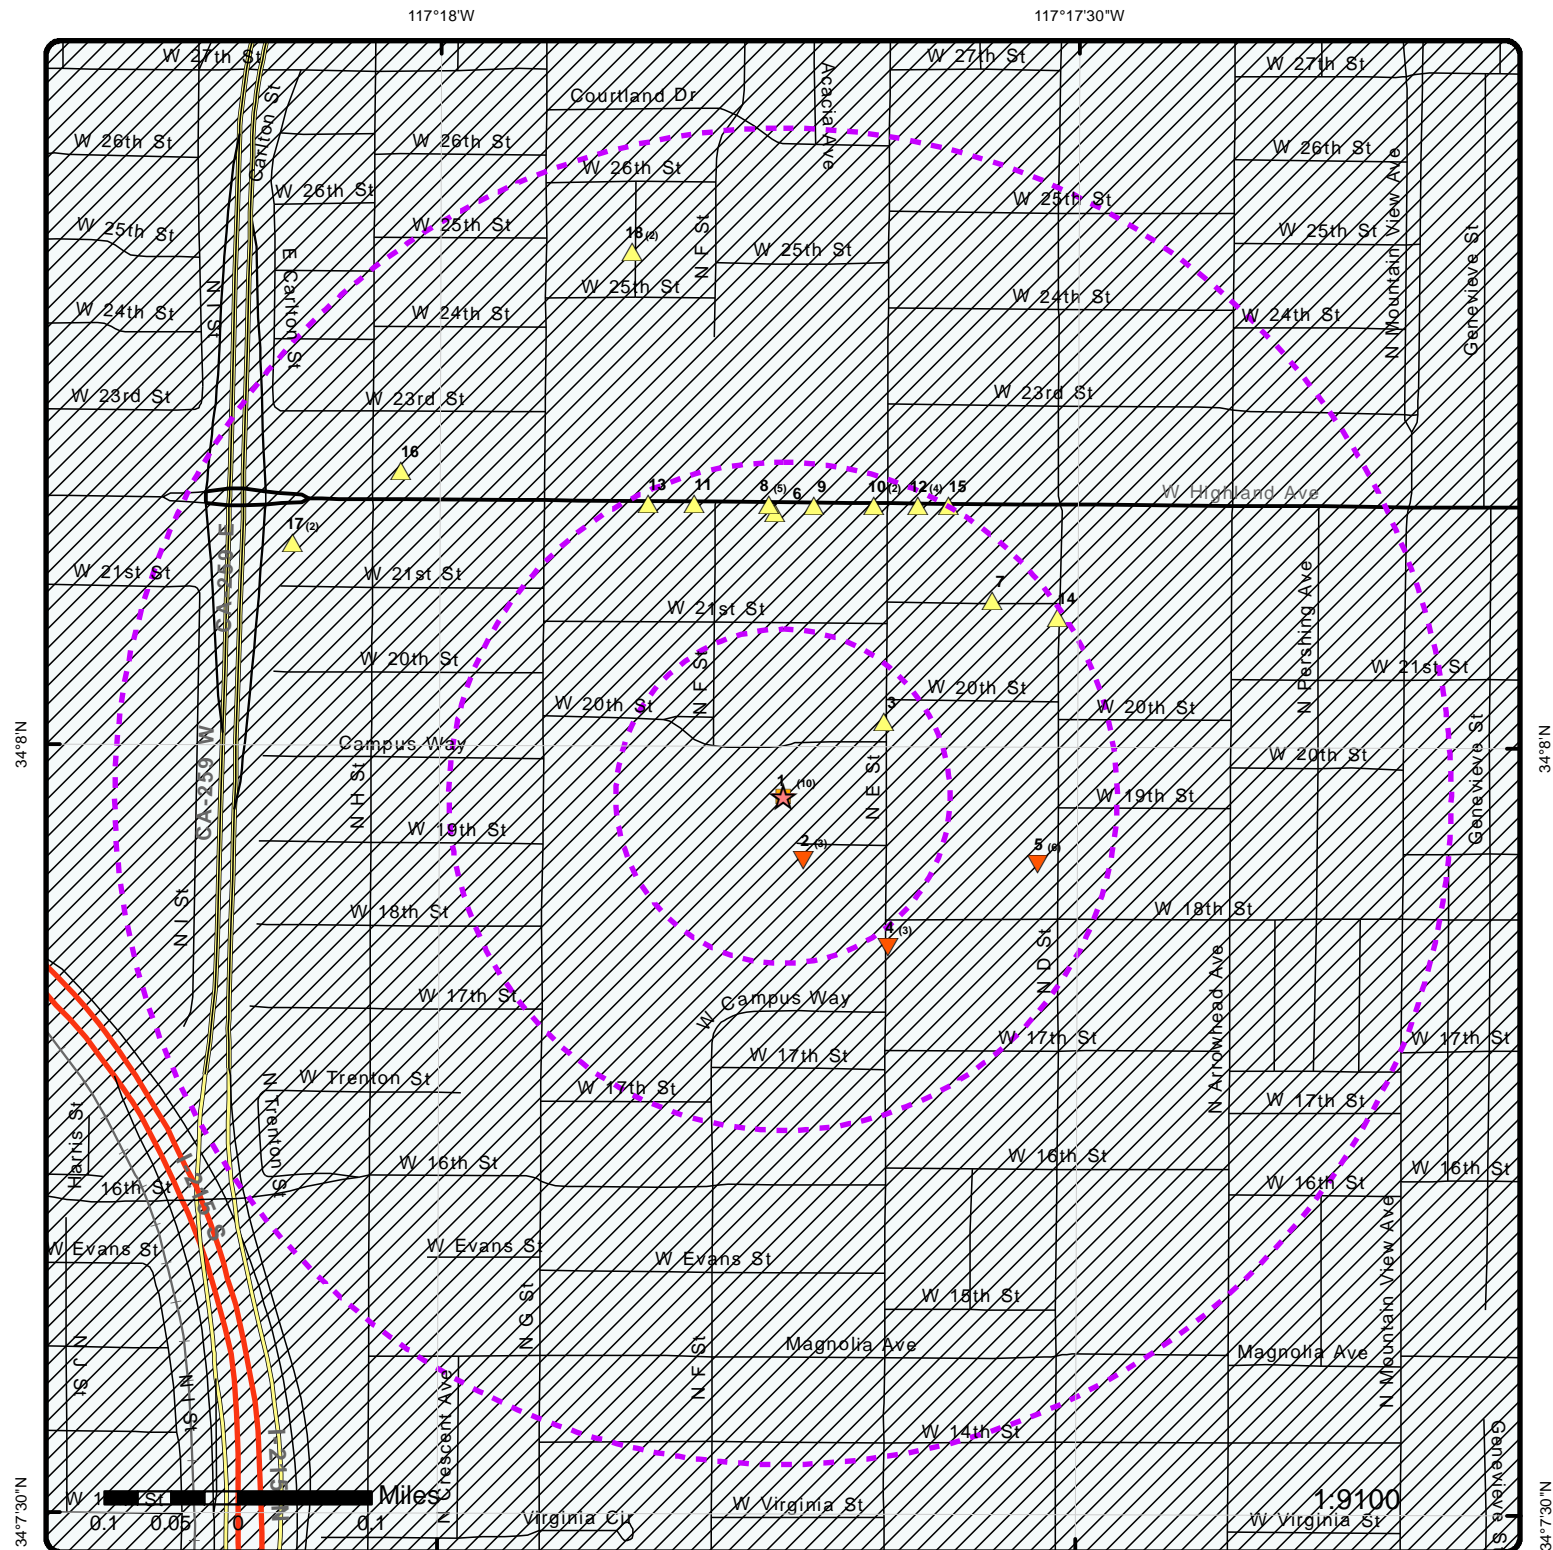 117°18'W
117°17'30"W
W 27th St
W 27th St
W 27th St
Courtland Dr
Acacia Ave
Carlton St
W 26th St
W 26th St
W 26th St
W 26th St
W 26th St
N Mountain View Ave
W 25th St
W 25th St
W 25th St
W 25th St
W 25th St
W 25th St
18 (2)
N F St
Genevieve St
N I St
E Carlton St
W 24th St
W 24th St
W 24th St
W 24th St
W 23rd St
W 23rd St
W 23rd St
16
13
11
8 (5)
6
9
10 (2)
12 (4)
15
W Highland Ave
17 (2)
CA-259 E
W 21st St
W 21st St
W 21st St
7
14
N Pershing Ave
W 20th St
N F St
W 21st St
W 20th St
W 20th St
3
W 20th St
34°8'N
CA-259 W
Campus Way
W 20th St
Genevieve St
34°8'N
N H St
1 (10)
N E St
W 19th St
W 19th St
2 (3)
5 (6)
N I St
W 18th St
W 18th St
4 (3)
N D St
N Arrowhead Ave
W 17th St
W Campus Way
W 17th St
W 17th St
W 17th St
W Trenton St
N Trenton St
W 17th St
W 17th St
Harris St
I-215 S
W 16th St
W 16th St
W 16th St
16th St
W 16th St
W Evans St
W Evans St
W Evans St
N Mountain View Ave
N G St
W 15th St
N J St
N I St
N F St
Magnolia Ave
Magnolia Ave
Crescent Ave
W 14th St
Genevieve S
I-215 N
34°7'30"N
Miles
W Virginia St
1:9100
34°7'30"N
0.1
0.05
0
0.1
N
Virginia Cir
W Virginia St